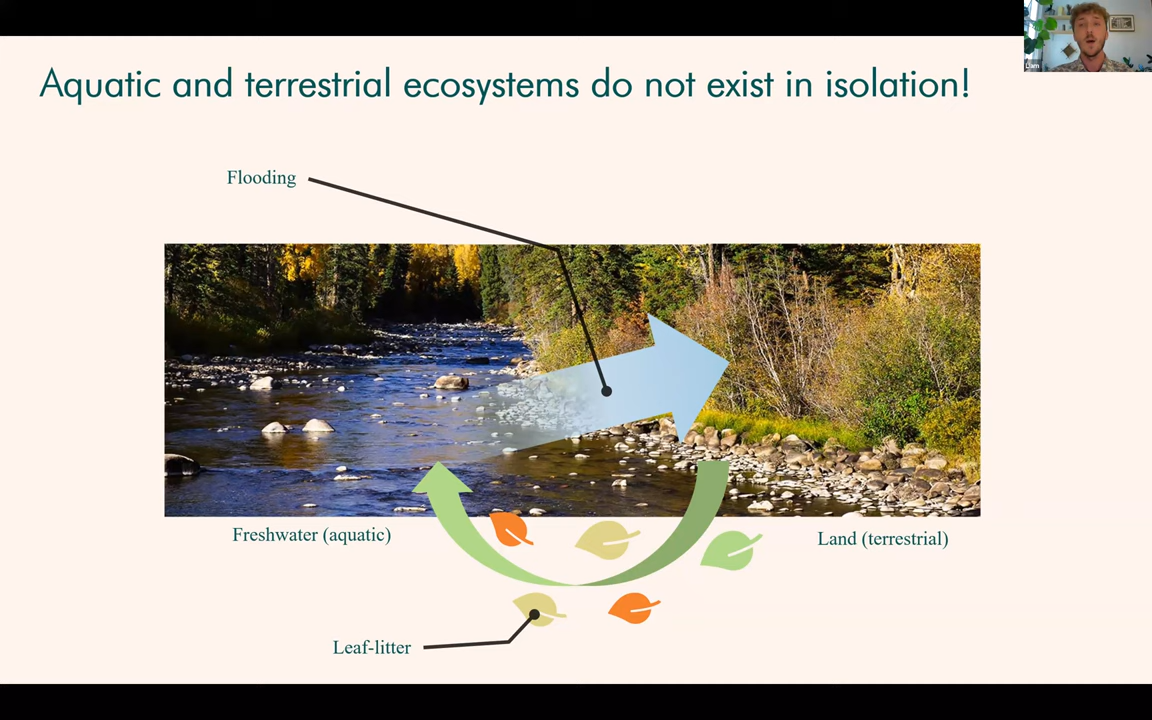 Aquatic and terrestrial ecosystems do not exist in isolation!
Flooding
Freshwater (aquatic)
Land (terrestrial)
Leaf-litter
Liam